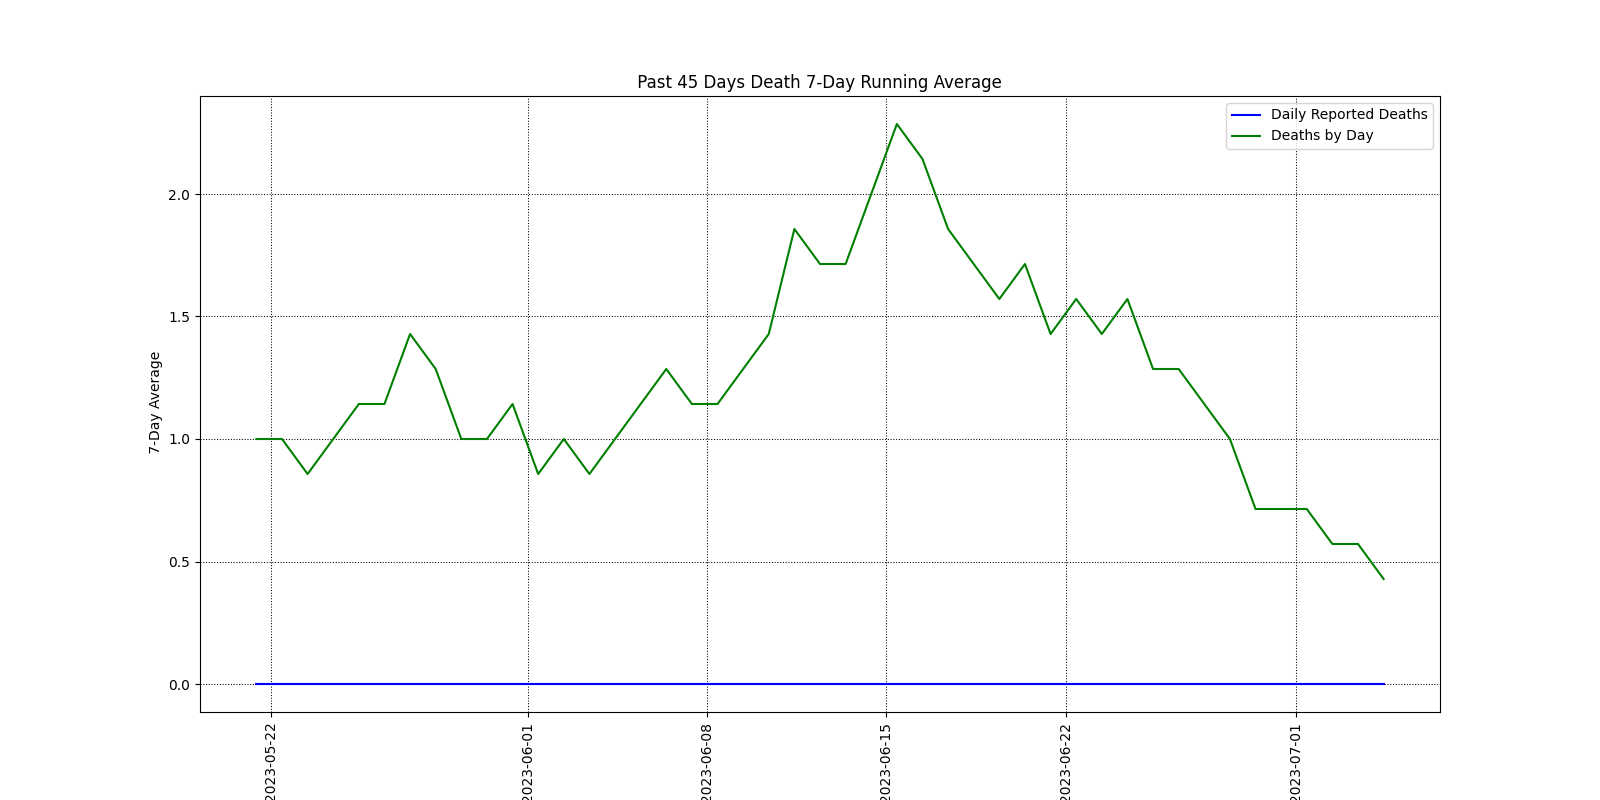 Past 45 Days Death 7-Day Running Average
Daily Reported Deaths
Deaths by Day
7-Day Average
2.0
1.5
1.0
0.5
0.0
2023-05-22
2023-06-01
2023-06-08
2023-06-15
2023-06-22
2023-07-01